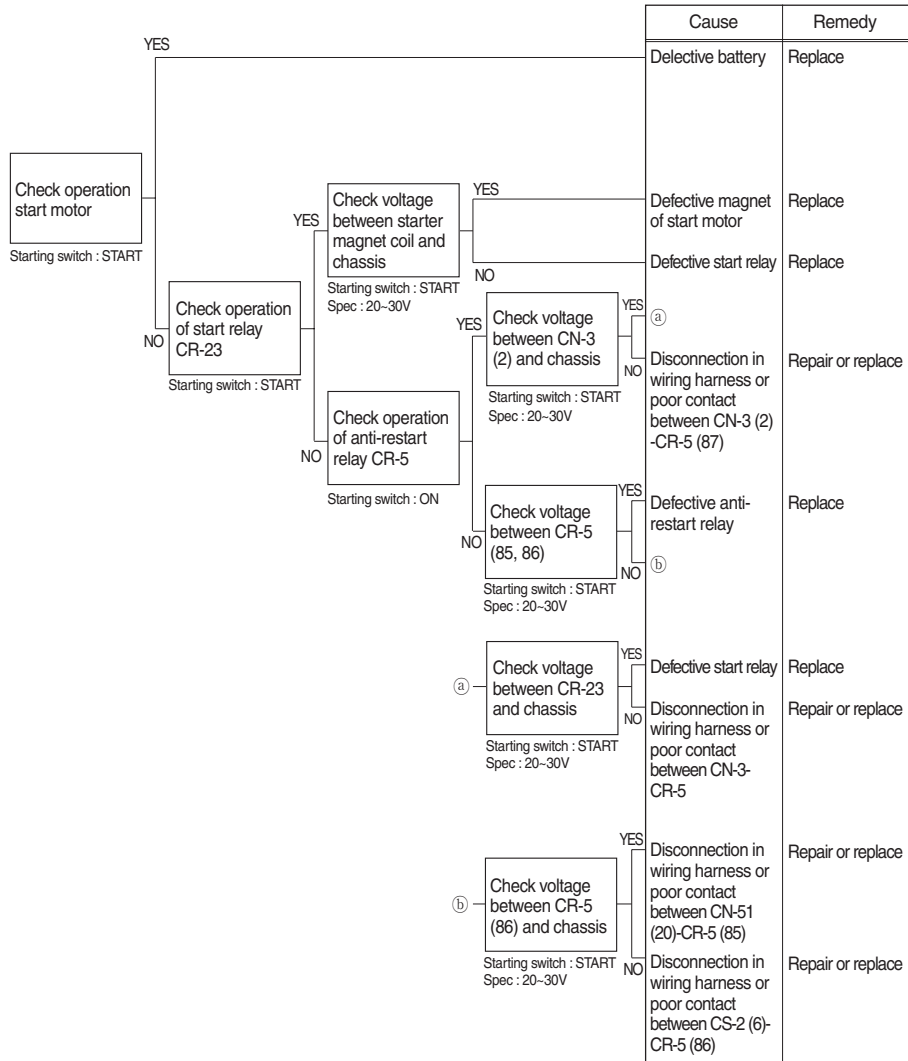 Cause
Remedy
YES
Delective battery
Replace
Check operation
start motor
Starting switch : START
NO
Check operation
of start relay
CR-23
Starting switch : START
YES
Check voltage
between starter
magnet coil and
chassis
Starting switch : START
Spec : 20~30V
YES
Defective magnet
of start motor
Replace
NO
Defective start relay
Replace
NO
Check operation
of anti-restart
relay CR-5
Starting switch : ON
YES
Check voltage
between CN-3
(2) and chassis
Starting switch : START
Spec : 20~30V
YES
ⓐ
NO
Disconnection in
wiring harness or
poor contact
between CN-3 (2)
-CR-5 (87)
Repair or replace
NO
Check voltage
between CR-5
(85, 86)
Starting switch : START
Spec : 20~30V
YES
Defective anti-
restart relay
Replace
NO
ⓑ
ⓐ
Check voltage
between CR-23
and chassis
Starting switch : START
Spec : 20~30V
YES
Defective start relay
Replace
NO
Disconnection in
wiring harness or
poor contact
between CN-3-
CR-5
Repair or replace
ⓑ
Check voltage
between CR-5
(86) and chassis
Starting switch : START
Spec : 20~30V
YES
Disconnection in
wiring harness or
poor contact
between CN-51
(20)-CR-5 (85)
Repair or replace
NO
Disconnection in
wiring harness or
poor contact
between CS-2 (6)-
CR-5 (86)
Repair or replace